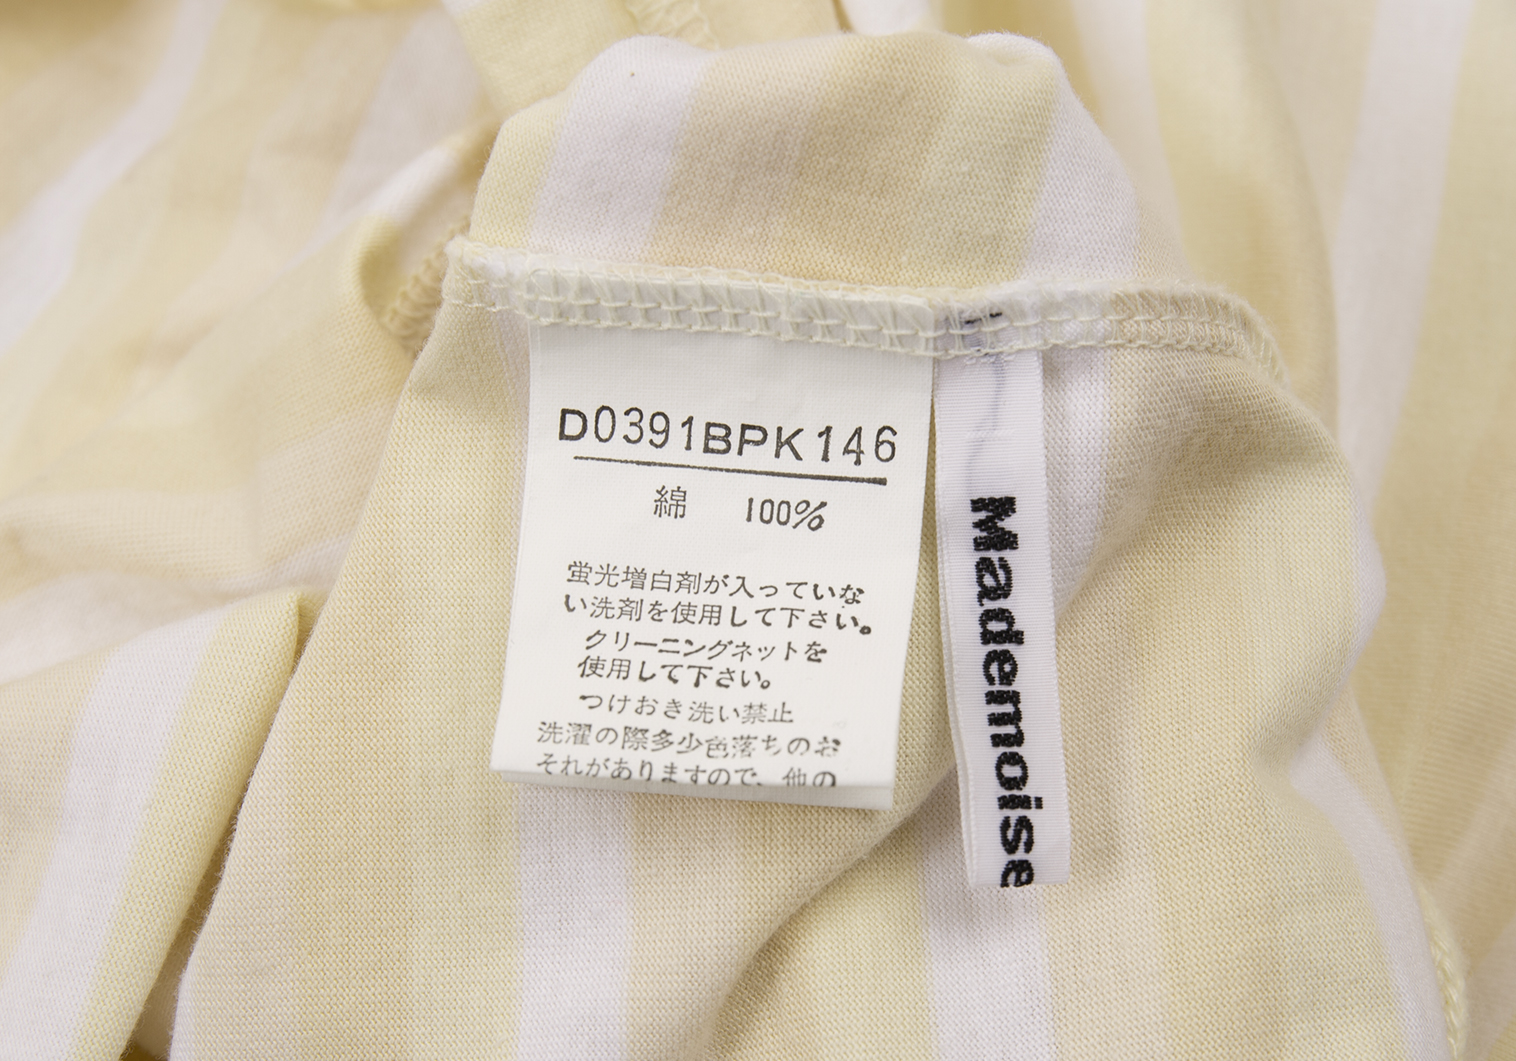 D0391BPK146
綿 100%
蛍光増白剤が入っていな
い洗剤を使用して下さい。
クリーニングネットを
使用して下さい。
つけおき洗い禁止
洗濯の際多少色落ちのお
それがありますので、他の
Mademoise